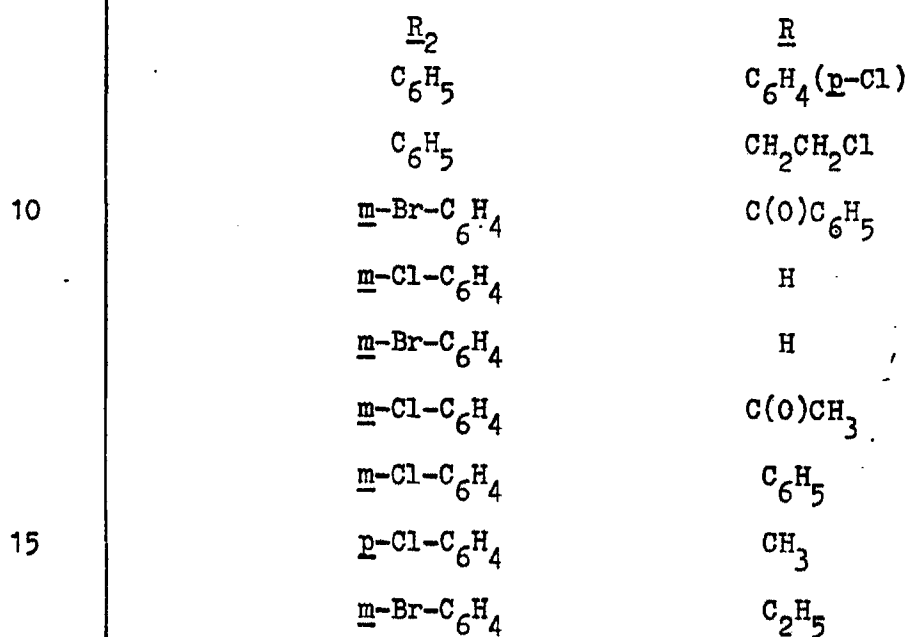 R₂ R
C₆H₅ C₆H₄(p-Cl)
C₆H₅ CH₂CH₂Cl
10 m-Br-C₆H₄ C(O)C₆H₅
m-Cl-C₆H₄ H
m-Br-C₆H₄ H
m-Cl-C₆H₄ C(O)CH₃
m-Cl-C₆H₄ C₆H₅
15 p-Cl-C₆H₄ CH₃
m-Br-C₆H₄ C₂H₅